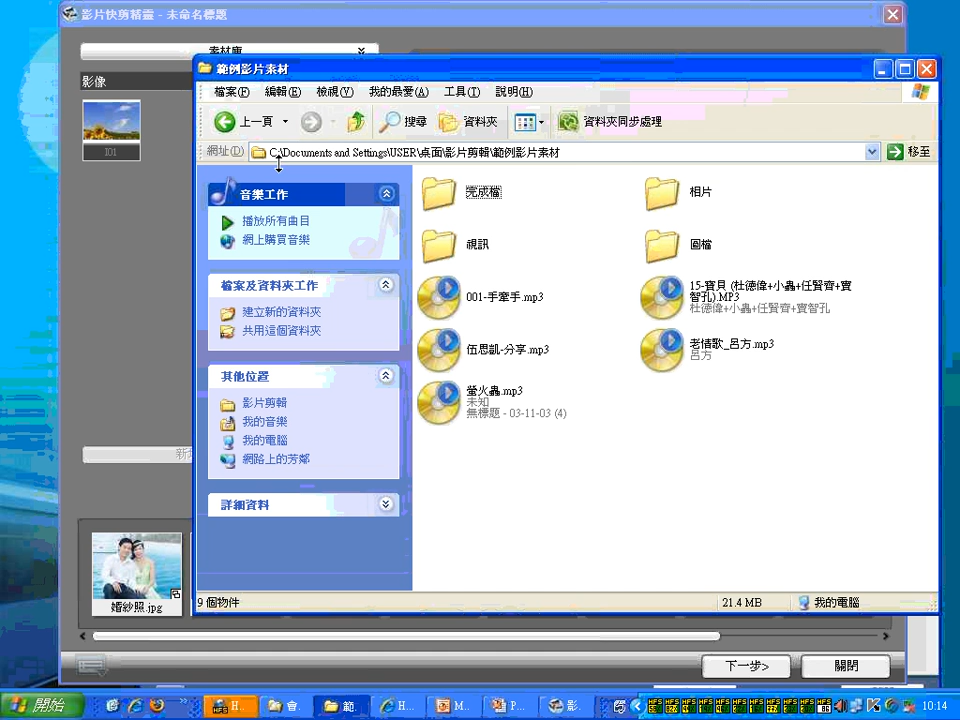 影片快剪精靈 - 未命名標題
素材庫
影像
I01
範例影片素材
檔案(F) 編輯(E) 檢視(V) 我的最愛(A) 工具(T) 說明(H)
上一頁 搜尋 資料夾 資料夾同步處理
網址(D) C:\Documents and Settings\USER\桌面\影片剪輯\範例影片素材 移至
音樂工作
播放所有曲目
網上購買音樂
檔案及資料夾工作
建立新的資料夾
共用這個資料夾
其他位置
影片剪輯
我的音樂
我的電腦
網路上的芳鄰
詳細資料
完成檔
相片
視訊
圖檔
001-手牽手.mp3
15-寶貝 (杜德偉+小蟲+任賢齊+竇智孔).MP3
杜德偉+小蟲+任賢齊+竇智孔
伍思凱-分享.mp3
老情歌_呂方.mp3
呂方
螢火蟲.mp3
未知
無標題 - 03-11-03 (4)
婚紗照.jpg
9 個物件
21.4 MB
我的電腦
下一步>
關閉
開始
H..
會
範
H...
M...
P...
影
10:14